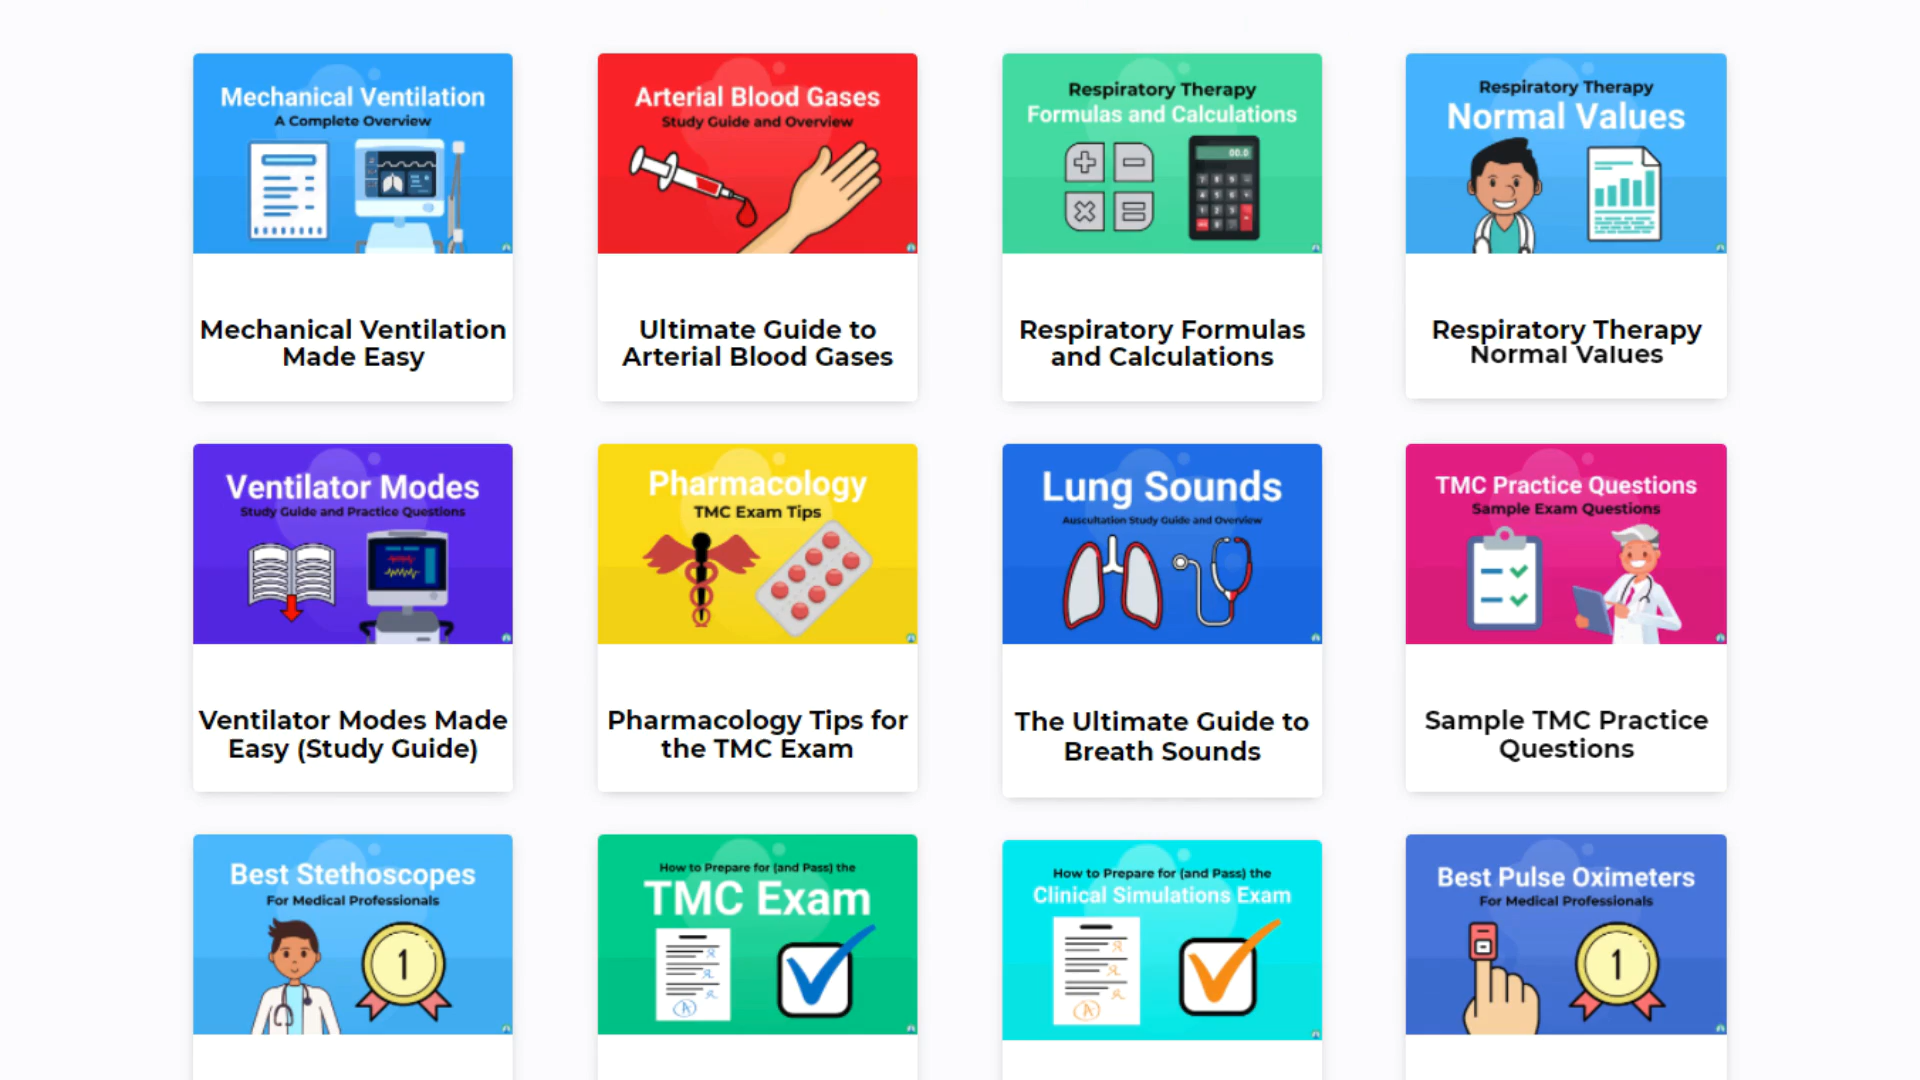 Mechanical Ventilation
A Complete Overview
Mechanical Ventilation
Made Easy
Arterial Blood Gases
Study Guide and Overview
Ultimate Guide to
Arterial Blood Gases
Respiratory Therapy
Formulas and Calculations
00.0
Respiratory Formulas
and Calculations
Respiratory Therapy
Normal Values
Respiratory Therapy
Normal Values
Ventilator Modes
Study Guide and Practice Questions
Ventilator Modes Made
Easy (Study Guide)
Pharmacology
TMC Exam Tips
Pharmacology Tips for
the TMC Exam
Lung Sounds
Auscultation Study Guide and Overview
The Ultimate Guide to
Breath Sounds
TMC Practice Questions
Sample Exam Questions
Sample TMC Practice
Questions
Best Stethoscopes
For Medical Professionals
1
How to Prepare for (and Pass) the
TMC Exam
A
How to Prepare for (and Pass) the
Clinical Simulations Exam
A
Best Pulse Oximeters
For Medical Professionals
1